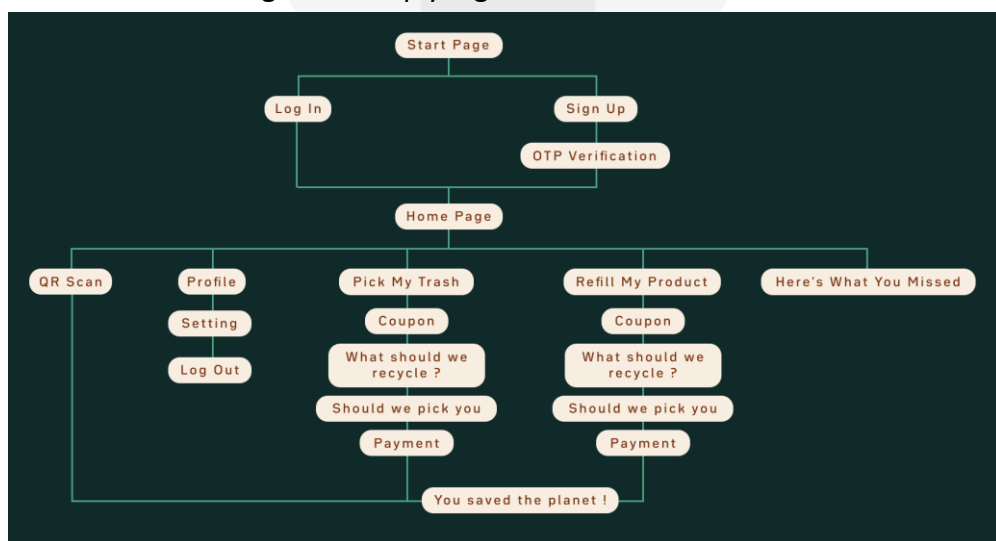 Start Page
Log In
Sign Up
OTP Verification
Home Page
QR Scan
Profile
Pick My Trash
Refill My Product
Here's What You Missed
Setting
Coupon
Coupon
What should we
recycle ?
What should we
recycle ?
Log Out
Should we pick you
Should we pick you
Payment
Payment
You saved the planet !